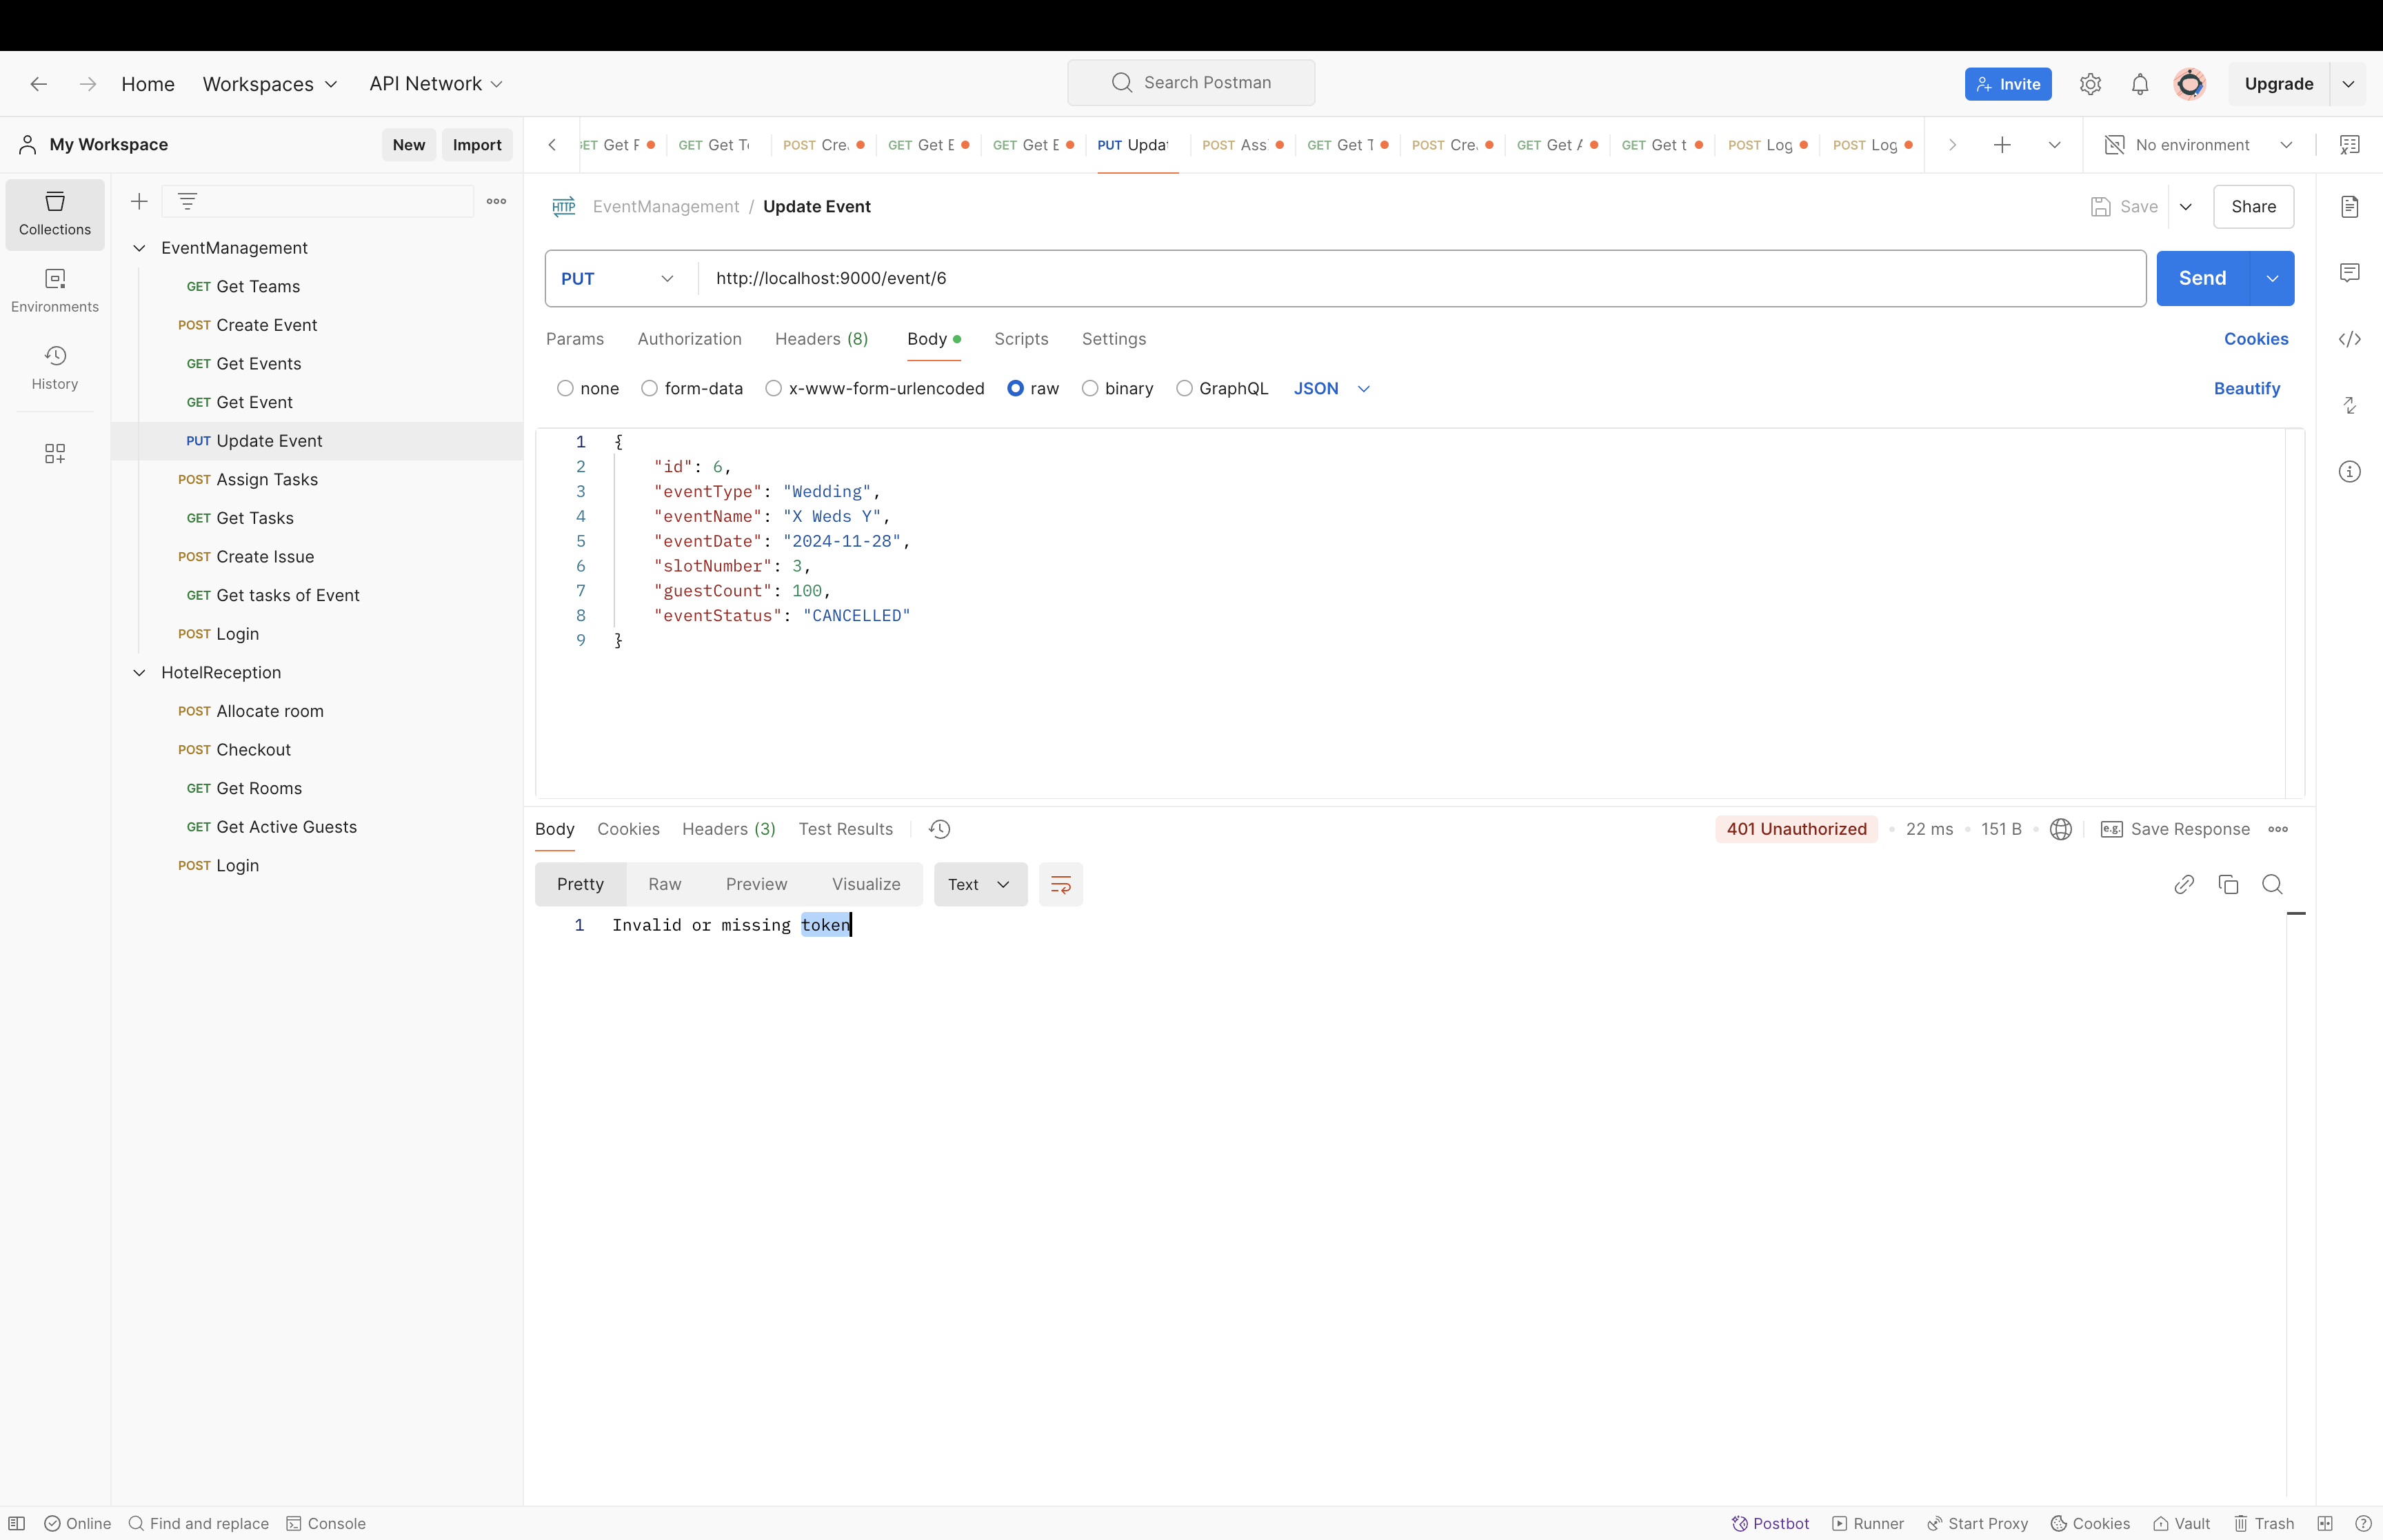 Home Workspaces API Network Search Postman Invite Upgrade
My Workspace New Import
GET Get F GET Get T POST Cre. GET Get E GET Get E PUT Updat POST Ass GET Get T POST Cre. GET Get A GET Get t POST Log POST Log No environment
Collections
Environments
History
EventManagement
GET Get Teams
POST Create Event
GET Get Events
GET Get Event
PUT Update Event
POST Assign Tasks
GET Get Tasks
POST Create Issue
GET Get tasks of Event
POST Login
HotelReception
POST Allocate room
POST Checkout
GET Get Rooms
GET Get Active Guests
POST Login
HTTP EventManagement / Update Event Save Share
PUT http://localhost:9000/event/6 Send
Params Authorization Headers (8) Body Scripts Settings Cookies
none form-data x-www-form-urlencoded raw binary GraphQL JSON Beautify
1 {
2 "id": 6,
3 "eventType": "Wedding",
4 "eventName": "X Weds Y",
5 "eventDate": "2024-11-28",
6 "slotNumber": 3,
7 "guestCount": 100,
8 "eventStatus": "CANCELLED"
9 }
Body Cookies Headers (3) Test Results 401 Unauthorized 22 ms 151 B e.g. Save Response
Pretty Raw Preview Visualize Text
1 Invalid or missing token
Online Find and replace Console Postbot Runner Start Proxy Cookies Vault Trash